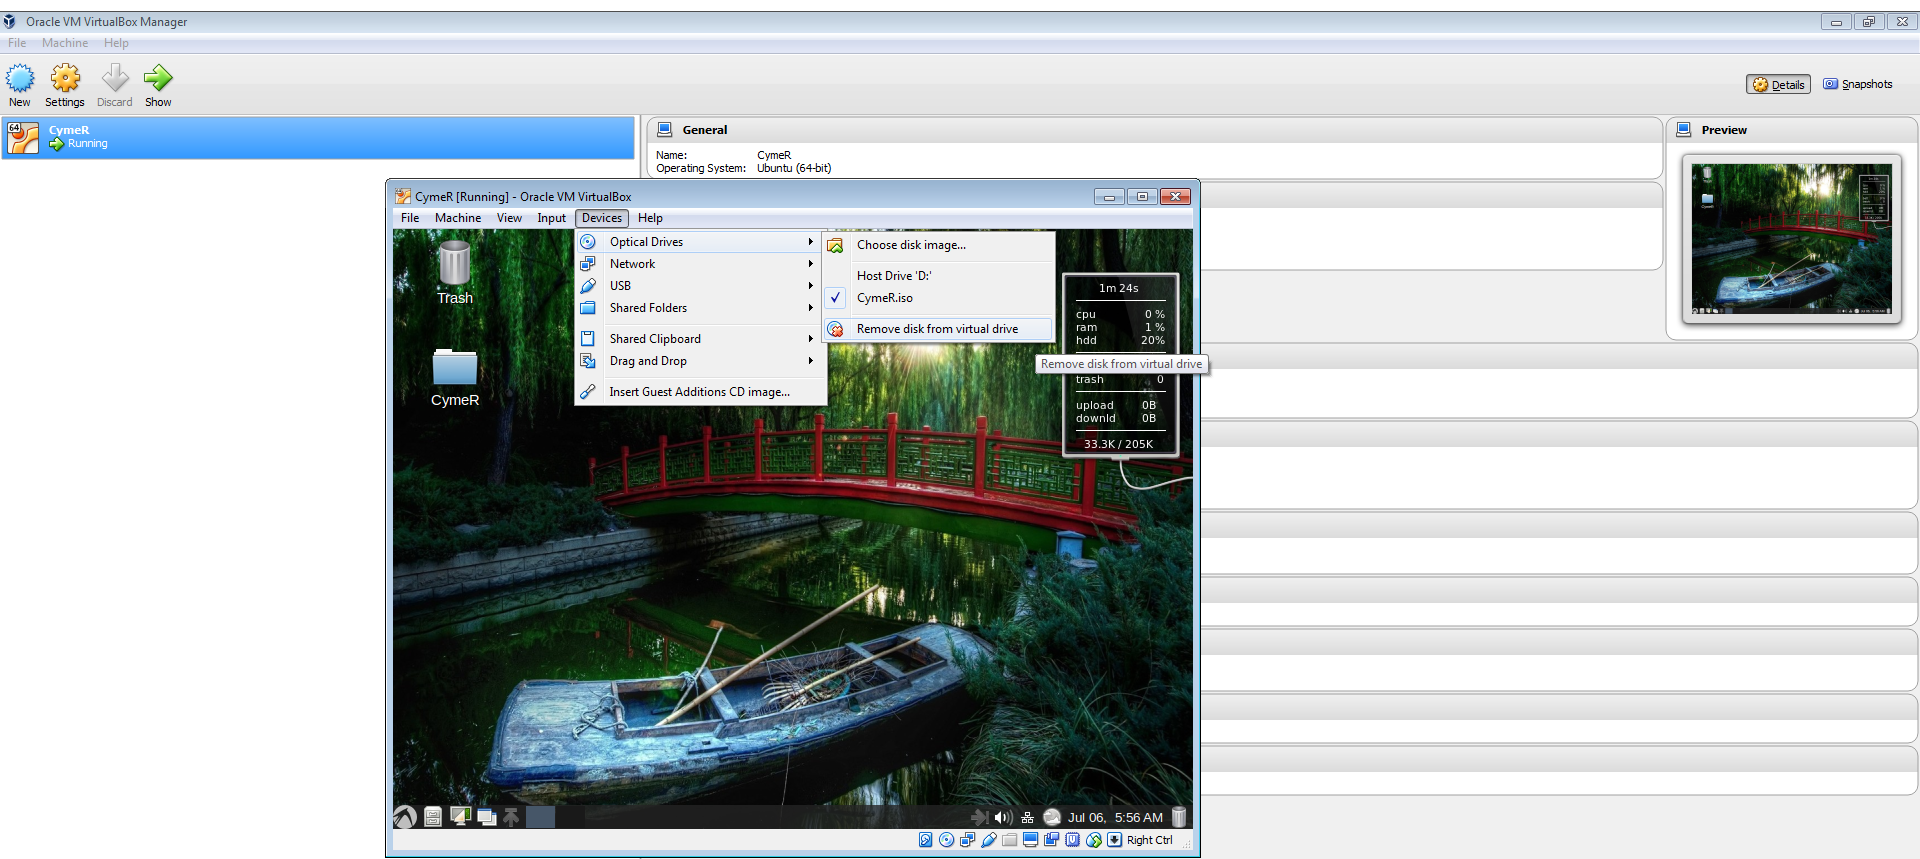 Oracle VM VirtualBox Manager
File Machine Help
New Settings Discard Show
Details Snapshots
64
CymeR
Running
General
Name: CymeR
Operating System: Ubuntu (64-bit)
Preview
CymeR [Running] - Oracle VM VirtualBox
File Machine View Input Devices Help
Optical Drives
Network
USB
Shared Folders
Shared Clipboard
Drag and Drop
Insert Guest Additions CD image...
Choose disk image...
Host Drive 'D:'
CymeR.iso
Remove disk from virtual drive
Remove disk from virtual drive
Trash
CymeR
1m 24s
cpu 0 %
ram 1 %
hdd 20%
trash 0
upload 0B
downld 0B
33.3K / 205K
Jul 06, 5:56 AM
Right Ctrl